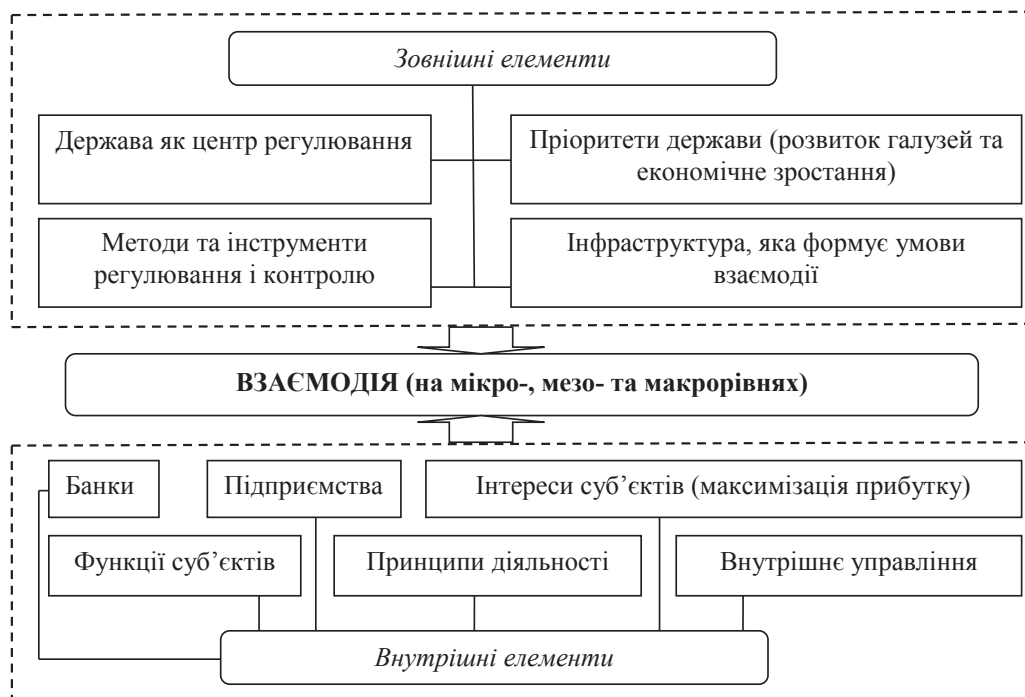 Зовнішні елементи
Держава як центр регулювання
Пріоритети держави (розвиток галузей та
економічне зростання)
Методи та інструменти
регулювання і контролю
Інфраструктура, яка формує умови
взаємодії
ВЗАЄМОДІЯ (на мікро-, мезо- та макрорівнях)
Банки
Підприємства
Інтереси суб’єктів (максимізація прибутку)
Функції суб’єктів
Принципи діяльності
Внутрішнє управління
Внутрішні елементи